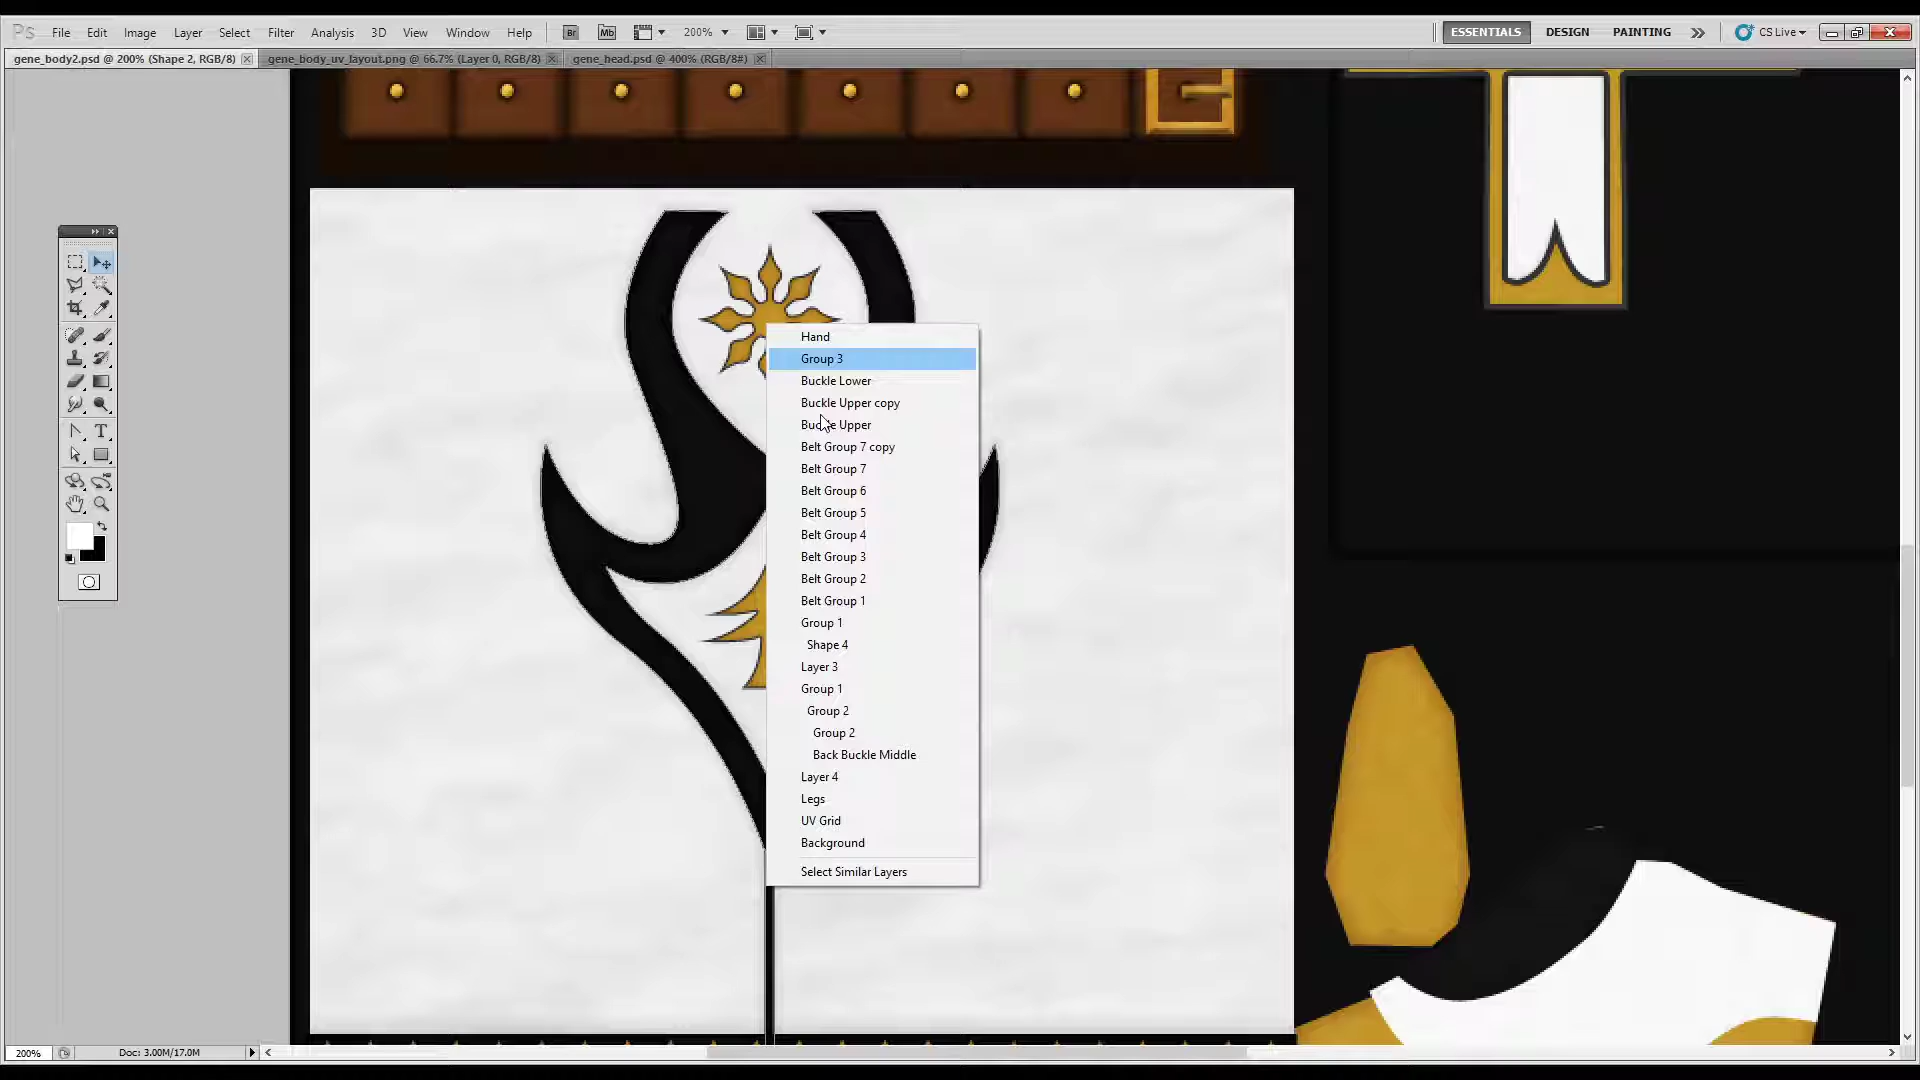 Ps File Edit Image Layer Select Filter Analysis 3D View Window Help Br Mb 200% ESSENTIALS DESIGN PAINTING CS Live
gene_body2.psd @ 200% (Shape 2, RGB/8) gene_body_uv_layout.png @ 66.7% (Layer 0, RGB/8) gene_head.psd @ 400% (RGB/8#)
Hand
Group 3
Buckle Lower
Buckle Upper copy
Buckle Upper
Belt Group 7 copy
Belt Group 7
Belt Group 6
Belt Group 5
Belt Group 4
Belt Group 3
Belt Group 2
Belt Group 1
Group 1
Shape 4
Layer 3
Group 1
Group 2
Group 2
Back Buckle Middle
Layer 4
Legs
UV Grid
Background
Select Similar Layers
200% Doc: 3.00M/17.0M